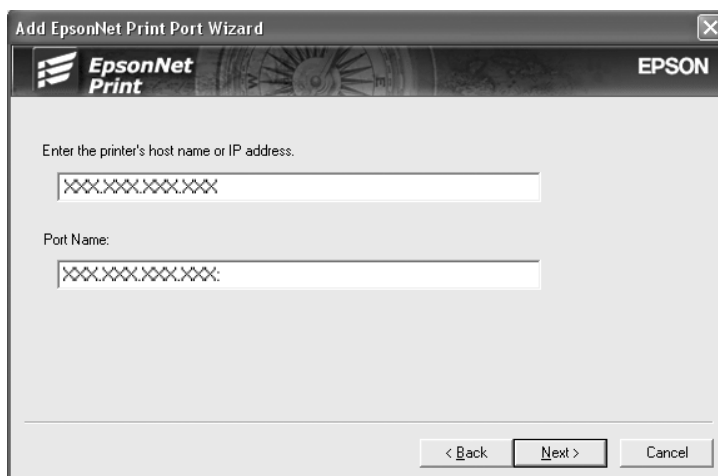 Add EpsonNet Print Port Wizard
EpsonNet
Print
EPSON
Enter the printer's host name or IP address.
XXX.XXX.XXX.XXX
Port Name:
XXX.XXX.XXX.XXX:
< Back
Next >
Cancel